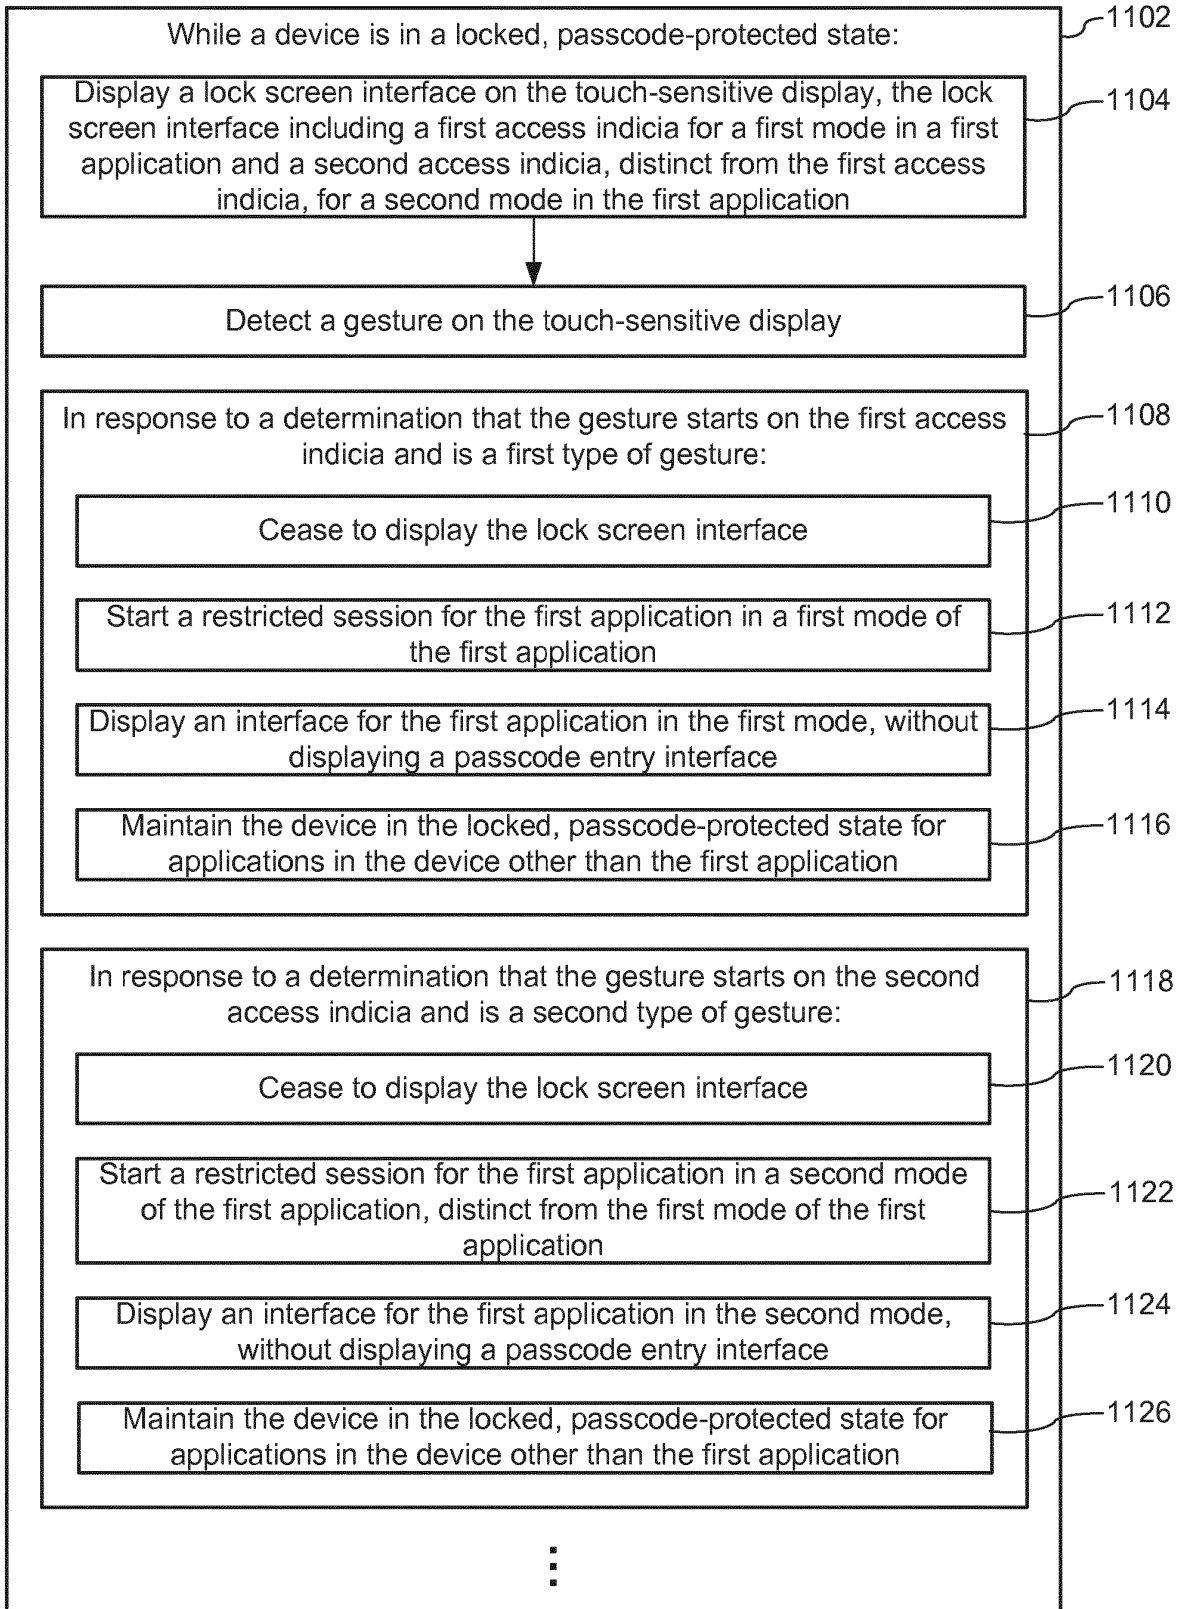 While a device is in a locked, passcode-protected state:
1102
Display a lock screen interface on the touch-sensitive display, the lock
screen interface including a first access indicia for a first mode in a first
application and a second access indicia, distinct from the first access
indicia, for a second mode in the first application
1104
Detect a gesture on the touch-sensitive display
1106
In response to a determination that the gesture starts on the first access
indicia and is a first type of gesture:
1108
Cease to display the lock screen interface
1110
Start a restricted session for the first application in a first mode of
the first application
1112
Display an interface for the first application in the first mode, without
displaying a passcode entry interface
1114
Maintain the device in the locked, passcode-protected state for
applications in the device other than the first application
1116
In response to a determination that the gesture starts on the second
access indicia and is a second type of gesture:
1118
Cease to display the lock screen interface
1120
Start a restricted session for the first application in a second mode
of the first application, distinct from the first mode of the first
application
1122
Display an interface for the first application in the second mode,
without displaying a passcode entry interface
1124
Maintain the device in the locked, passcode-protected state for
applications in the device other than the first application
1126